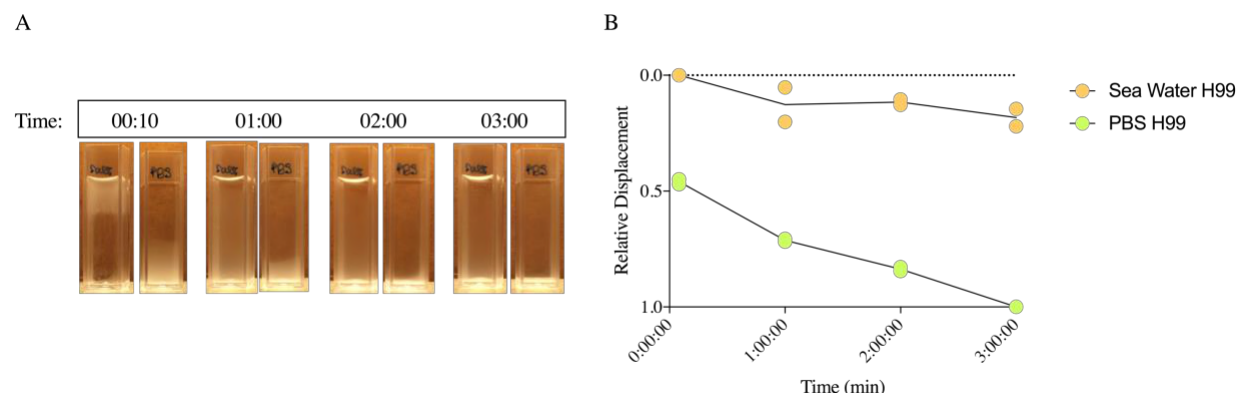 A
Time: 00:10 01:00 02:00 03:00
PBS PBS PBS PBS
B
Relative Displacement
0.0
0.5
1.0
0:00:00 1:00:00 2:00:00 3:00:00
Time (min)
Sea Water H99
PBS H99